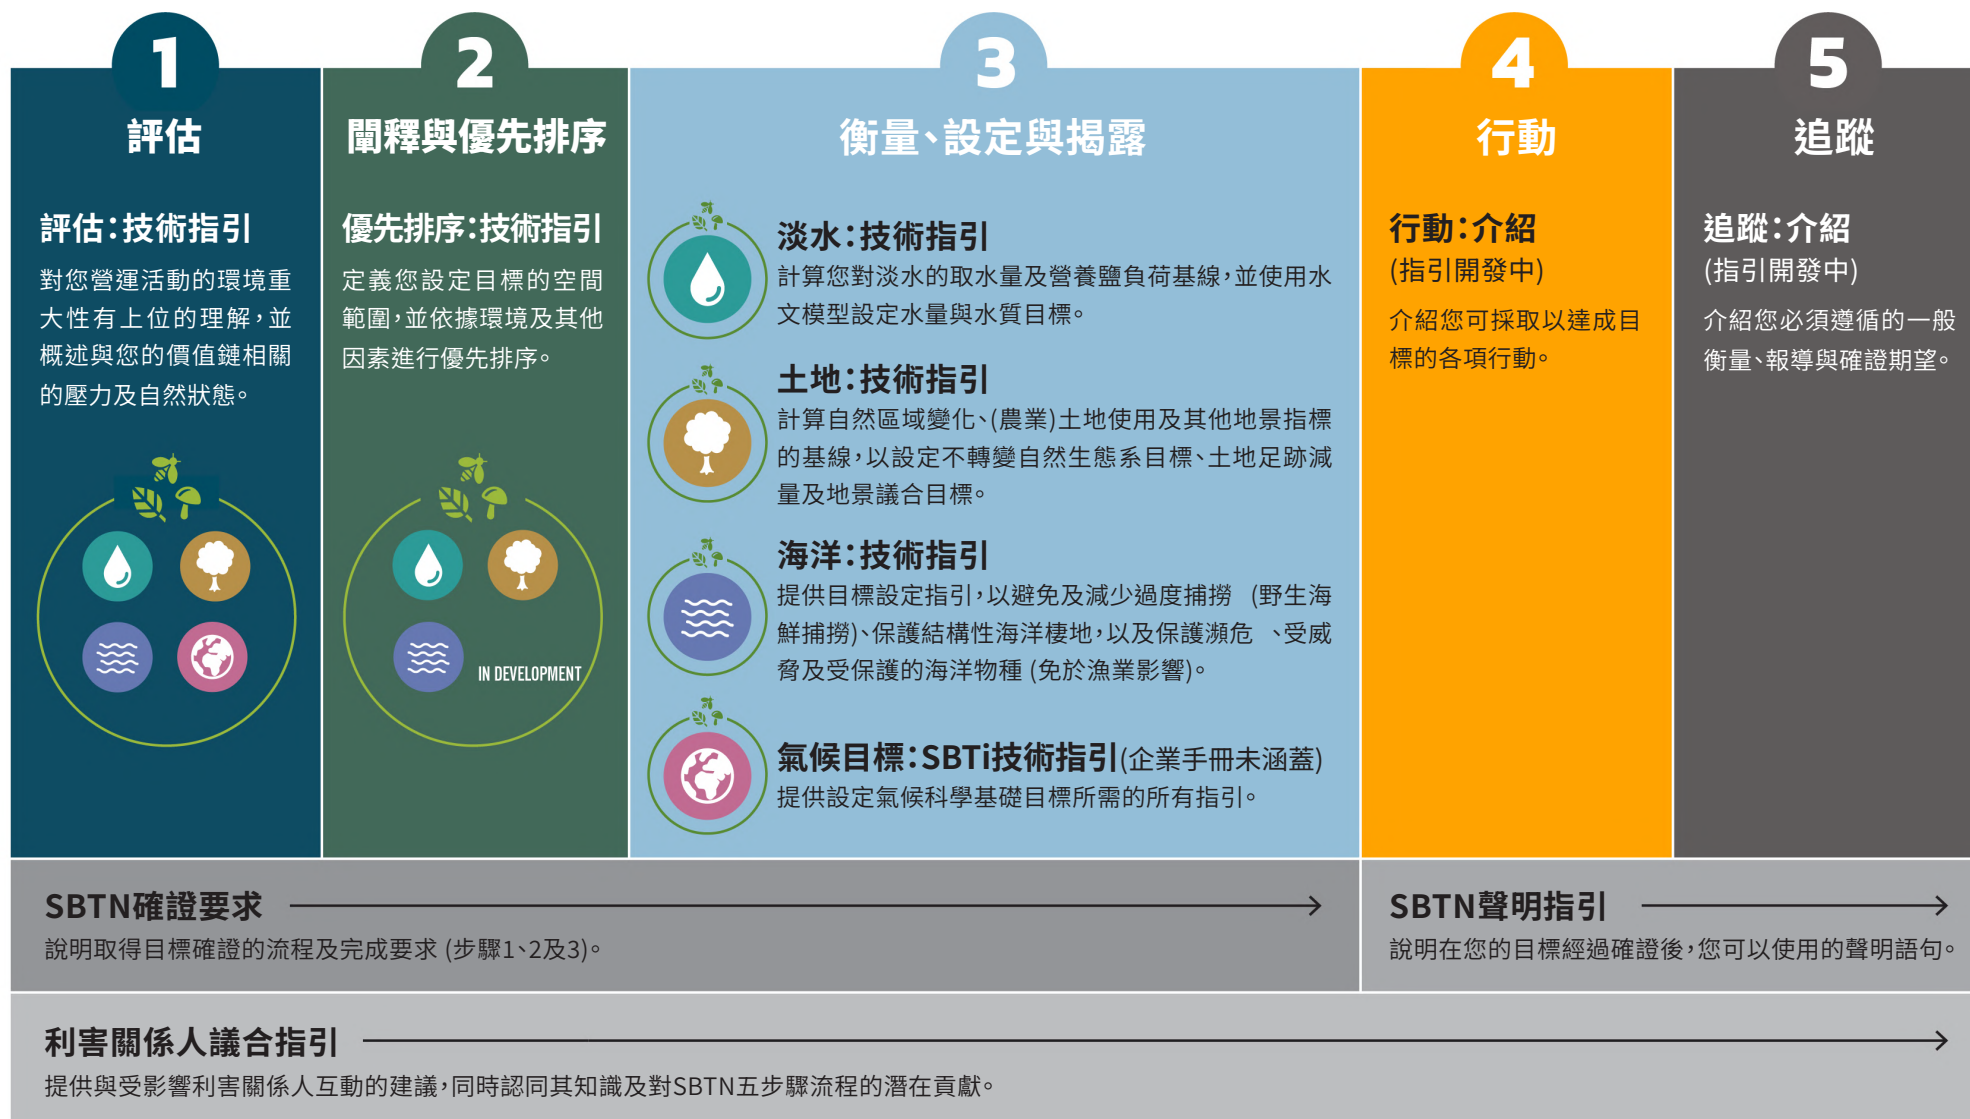 1
評估
評估：技術指引
對您營運活動的環境重
大性有上位的理解，並
概述與您的價值鏈相關
的壓力及自然狀態。
2
闡釋與優先排序
優先排序：技術指引
定義您設定目標的空間
範圍，並依據環境及其他
因素進行優先排序。
IN DEVELOPMENT
3
衡量、設定與揭露
淡水：技術指引
計算您對淡水的取水量及營養鹽負荷基線，並使用水
文模型設定水量與水質目標。
土地：技術指引
計算自然區域變化、(農業)土地使用及其他地景指標
的基線，以設定不轉變自然生態系目標、土地足跡減
量及地景議合目標。
海洋：技術指引
提供目標設定指引，以避免及減少過度捕撈 (野生海
鮮捕撈)、保護結構性海洋棲地，以及保護瀕危 、受威
脅及受保護的海洋物種 (免於漁業影響)。
氣候目標：SBTi技術指引(企業手冊未涵蓋)
提供設定氣候科學基礎目標所需的所有指引。
4
行動
行動：介紹
(指引開發中)
介紹您可採取以達成目
標的各項行動。
5
追蹤
追蹤：介紹
(指引開發中)
介紹您必須遵循的一般
衡量、報導與確證期望。
SBTN確證要求
說明取得目標確證的流程及完成要求 (步驟1、2及3)。
SBTN聲明指引
說明在您的目標經過確證後，您可以使用的聲明語句。
利害關係人議合指引
提供與受影響利害關係人互動的建議，同時認同其知識及對SBTN五步驟流程的潛在貢獻。